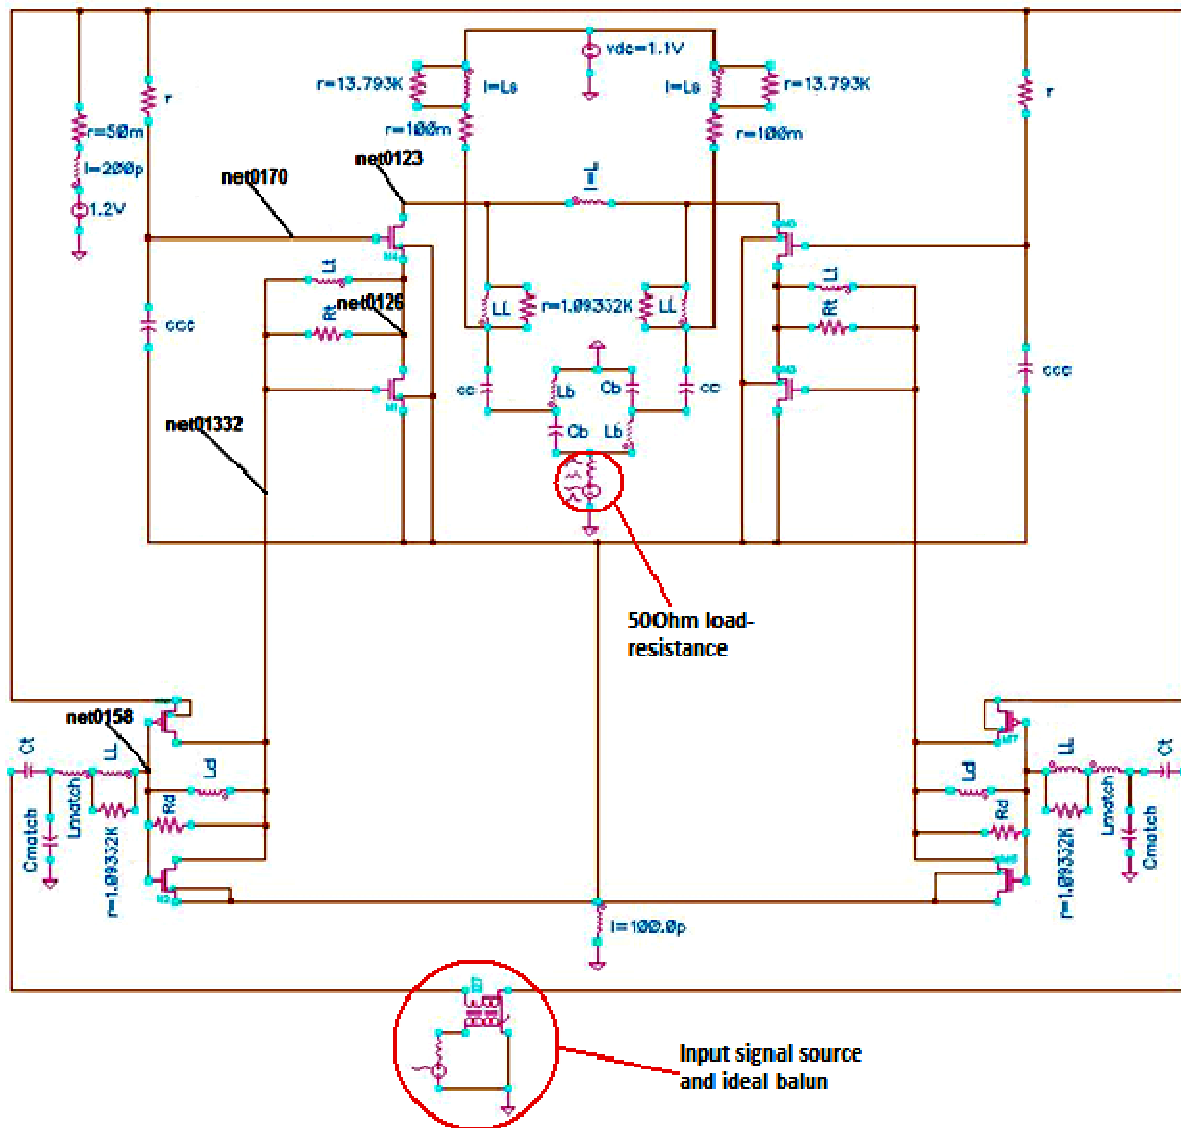 vdc=1.1V
r=13.793K
l=Ls
l=Ls
r=13.793K
r
r
r=50m
r=100m
r=100m
l=200p
net0123
net0170
1.2V
Lt
Lt
net0126
r=1.09332K
LL
LL
Rt
Rt
ccc
ccc
cc
Lb
Cb
cc
Cb
Lb
net01332
50Ohm load-
resistance
net0158
Ct
LL
Lmatch
Cmatch
r=1.09332K
Ld
Rd
Ld
Rd
LL
Lmatch
Ct
Cmatch
r=1.09332K
l=100.0p
Input signal source
and ideal balun